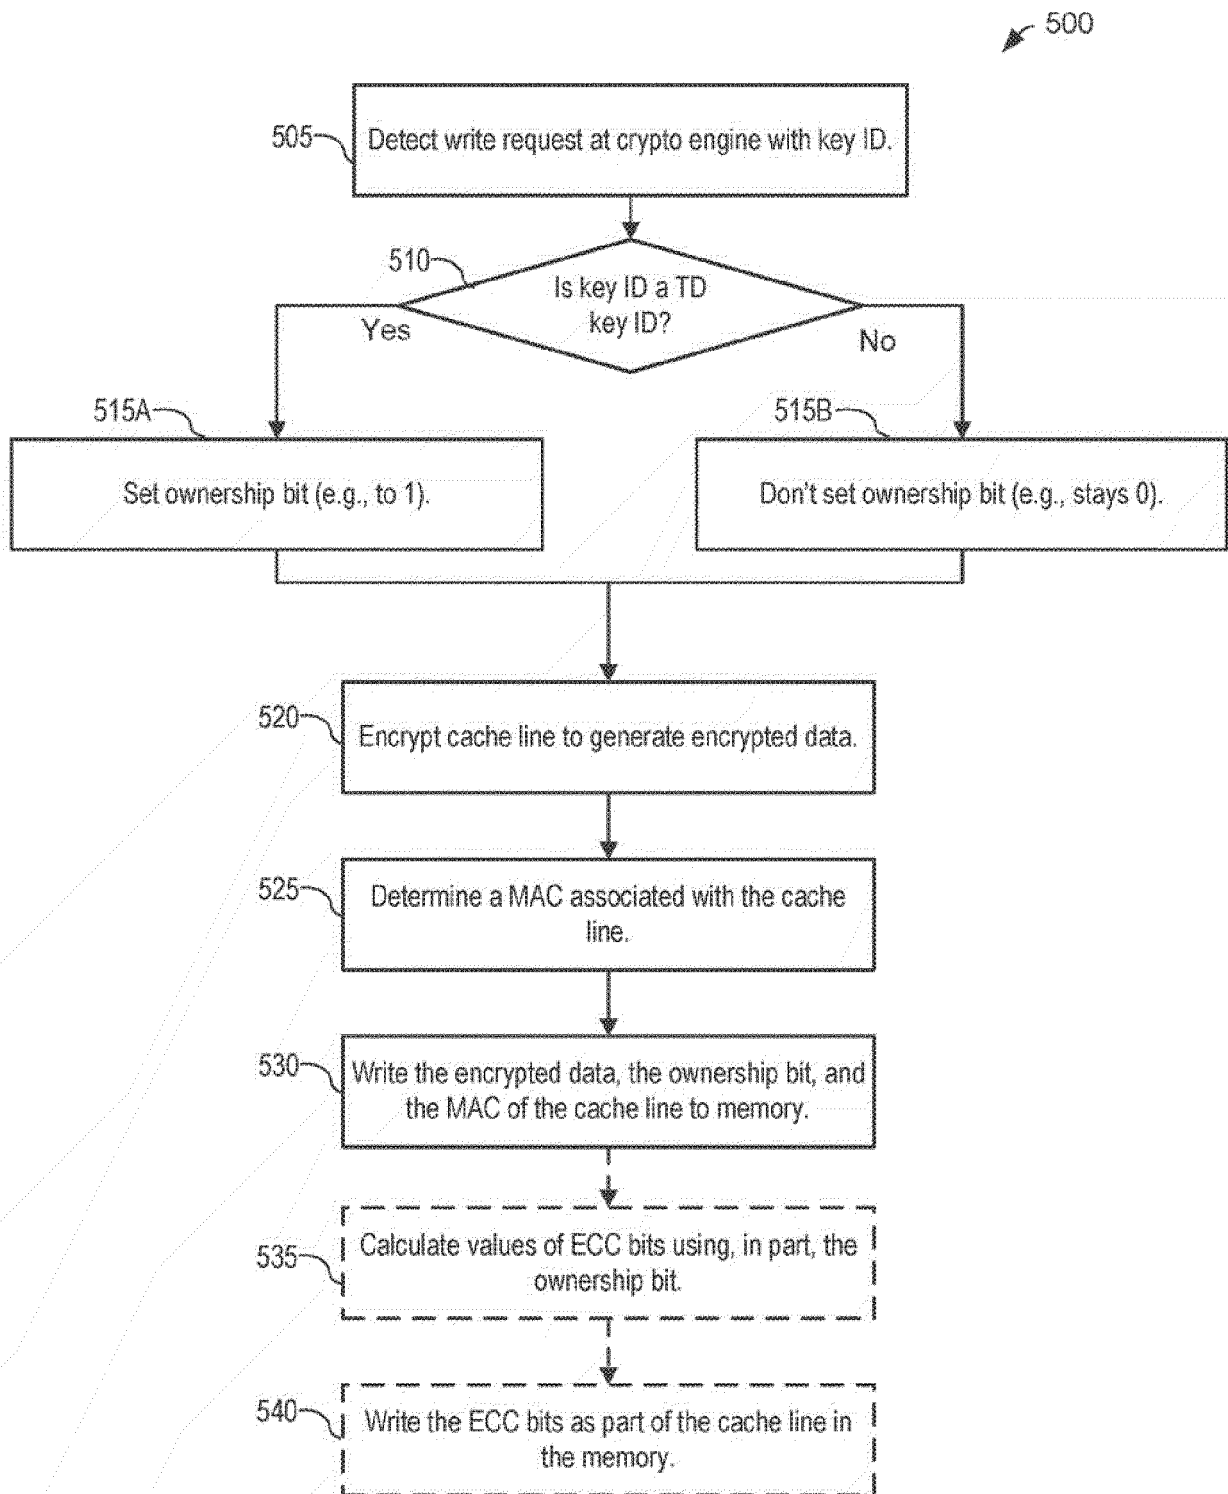 500
505
Detect write request at crypto engine with key ID.
510
Is key ID a TD
key ID?
Yes
No
515A
515B
Set ownership bit (e.g., to 1).
Don't set ownership bit (e.g., stays 0).
520
Encrypt cache line to generate encrypted data.
525
Determine a MAC associated with the cache
line.
530
Write the encrypted data, the ownership bit, and
the MAC of the cache line to memory.
535
Calculate values of ECC bits using, in part, the
ownership bit.
540
Write the ECC bits as part of the cache line in
the memory.